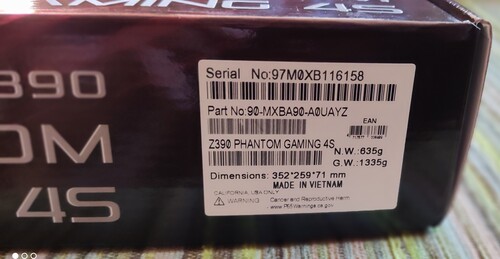 GAMING 4S
390
OM
4S
Serial No:97M0XB116158
Part No:90-MXBA90-A0UAYZ
EAN
Z390 PHANTOM GAMING 4S
N.W.:635g
G.W.:1335g
Dimensions: 352*259*71 mm
MADE IN VIETNAM
CALIFORNIA, USA ONLY
WARNING Cancer and Reproductive Harm
- www.P65Warnings.ca.gov